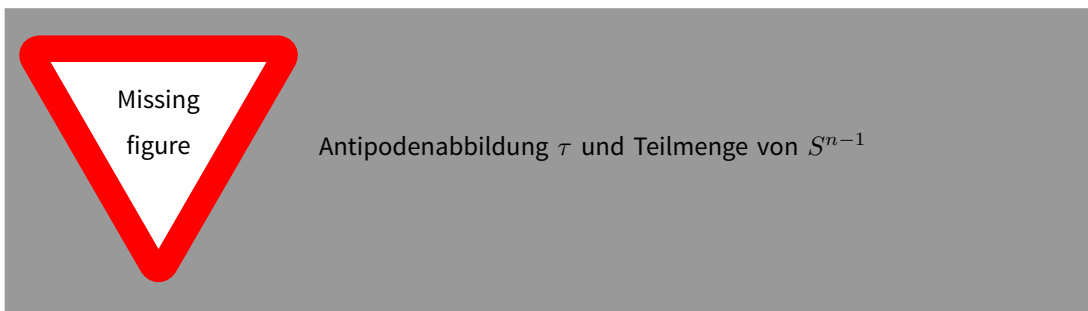 Missing
figure
Antipodenabbildung τ und Teilmenge von S^{n−1}